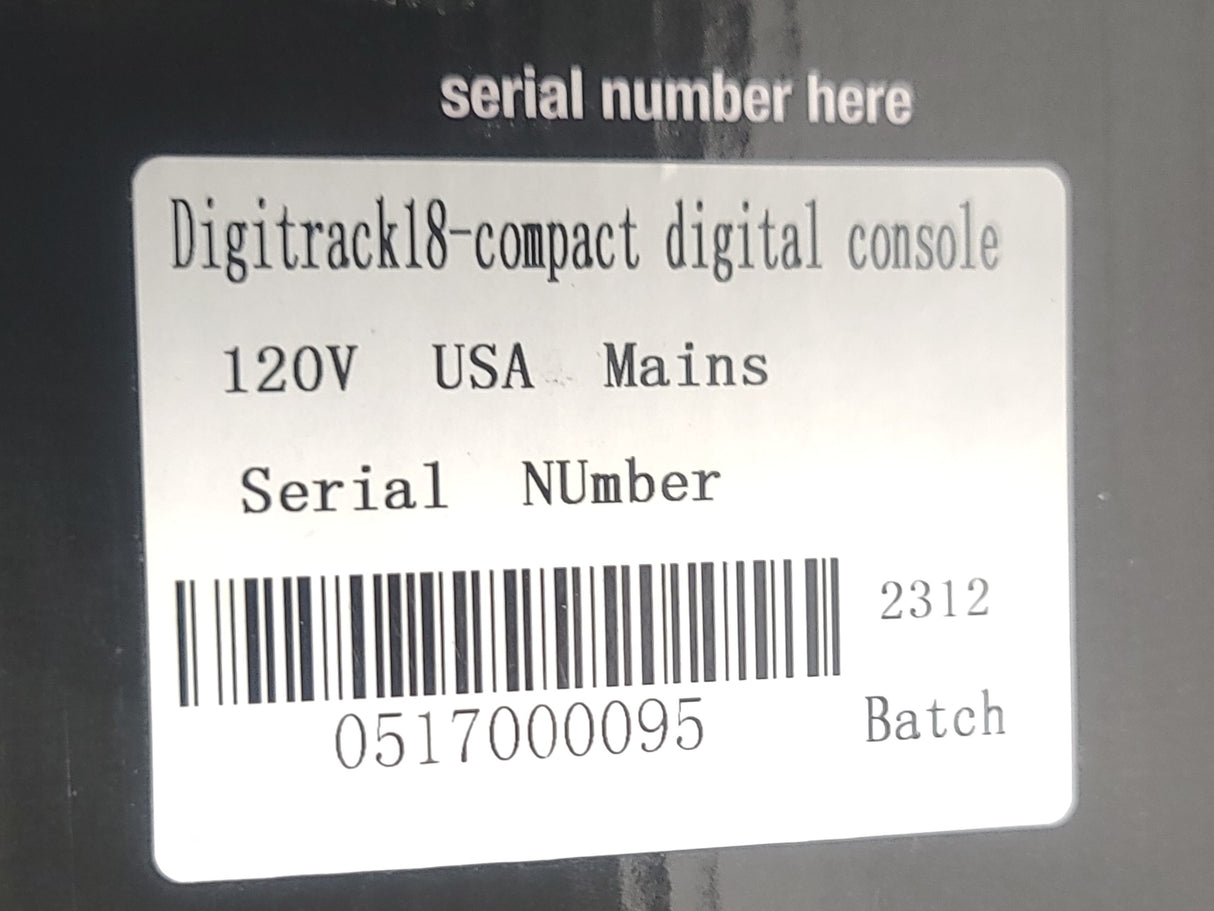 serial number here
Digitrack18-compact digital console
120V USA Mains
Serial NUmber
2312
0517000095
Batch